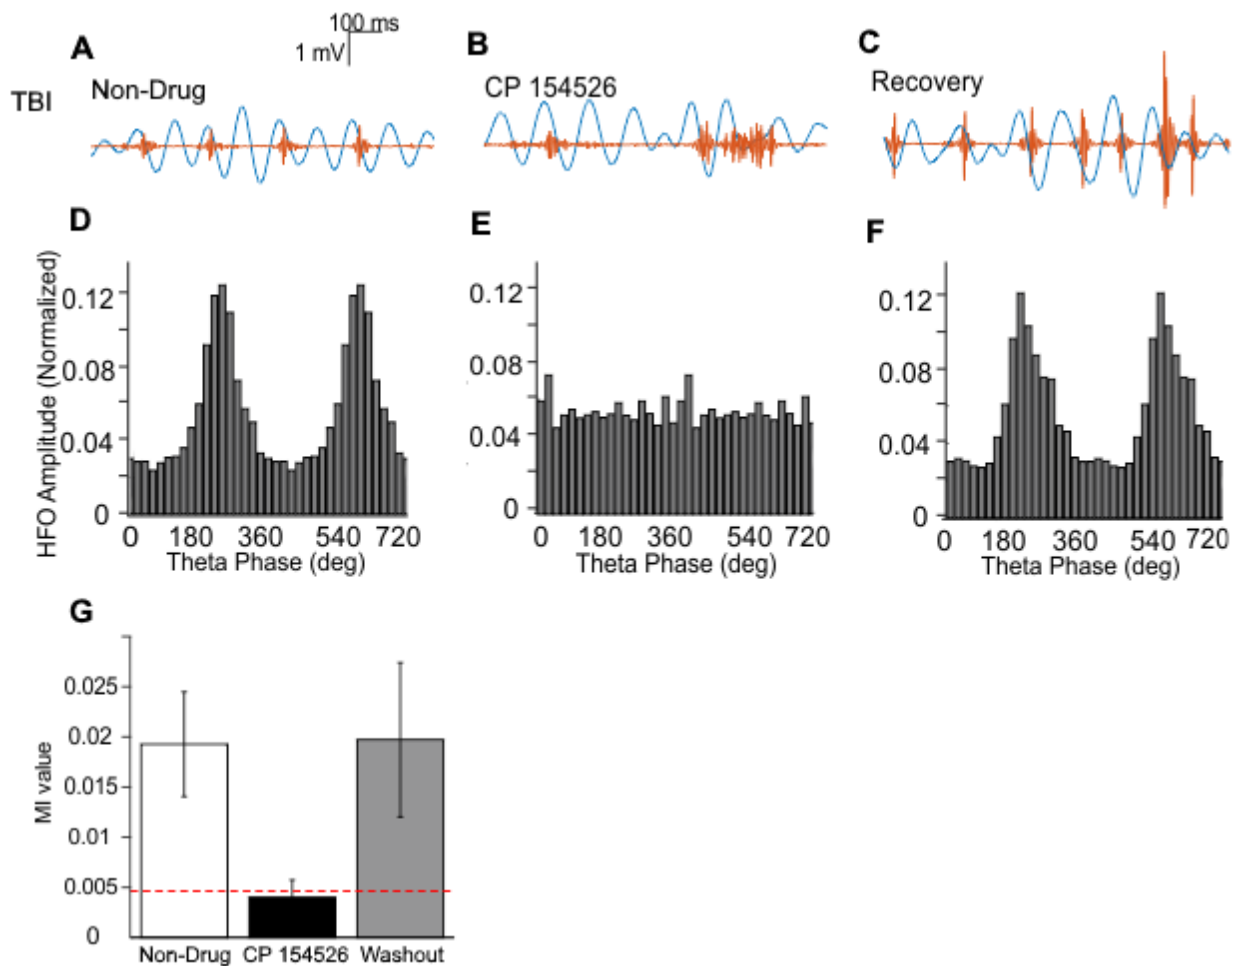 100 ms
1 mV
A
B
C
TBI
Non-Drug
CP 154526
Recovery
D
E
F
HFO Amplitude (Normalized)
0.12
0.08
0.04
0
0 180 360 540 720
Theta Phase (deg)
0.12
0.08
0.04
0
0 180 360 540 720
Theta Phase (deg)
0.12
0.08
0.04
0
0 180 360 540 720
Theta Phase (deg)
G
MI value
0.025
0.02
0.015
0.01
0.005
0
Non-Drug CP 154526 Washout